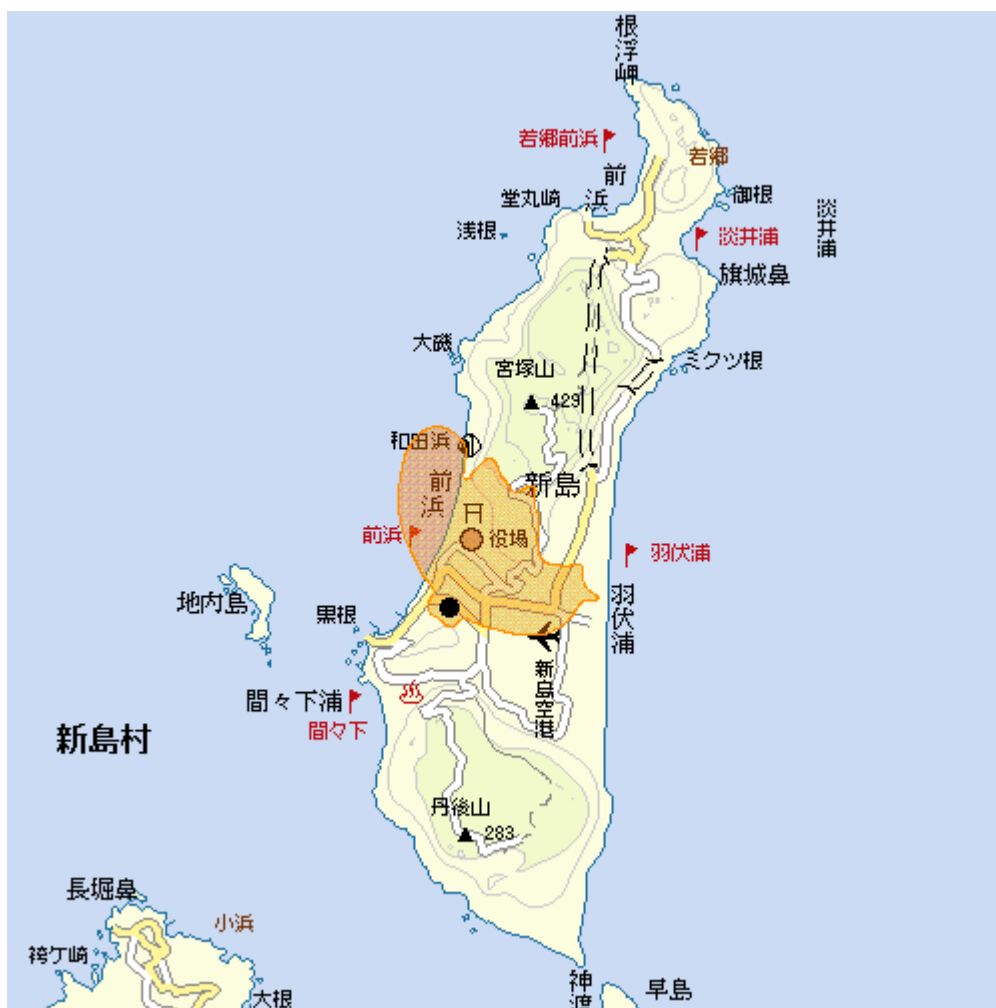 根浮岬
若郷前浜
若郷
前浜
堂丸崎
御根
淡井浦
浅根
淡井浦
旗城鼻
大磯
ミクツ根
宮塚山
429
和田浜
前浜
新島
前浜
役場
羽伏浦
羽伏浦
地内島
黒根
新島空港
間々下浦
間々下
新島村
丹後山
283
長堀鼻
小浜
袴ケ崎
大根
早島